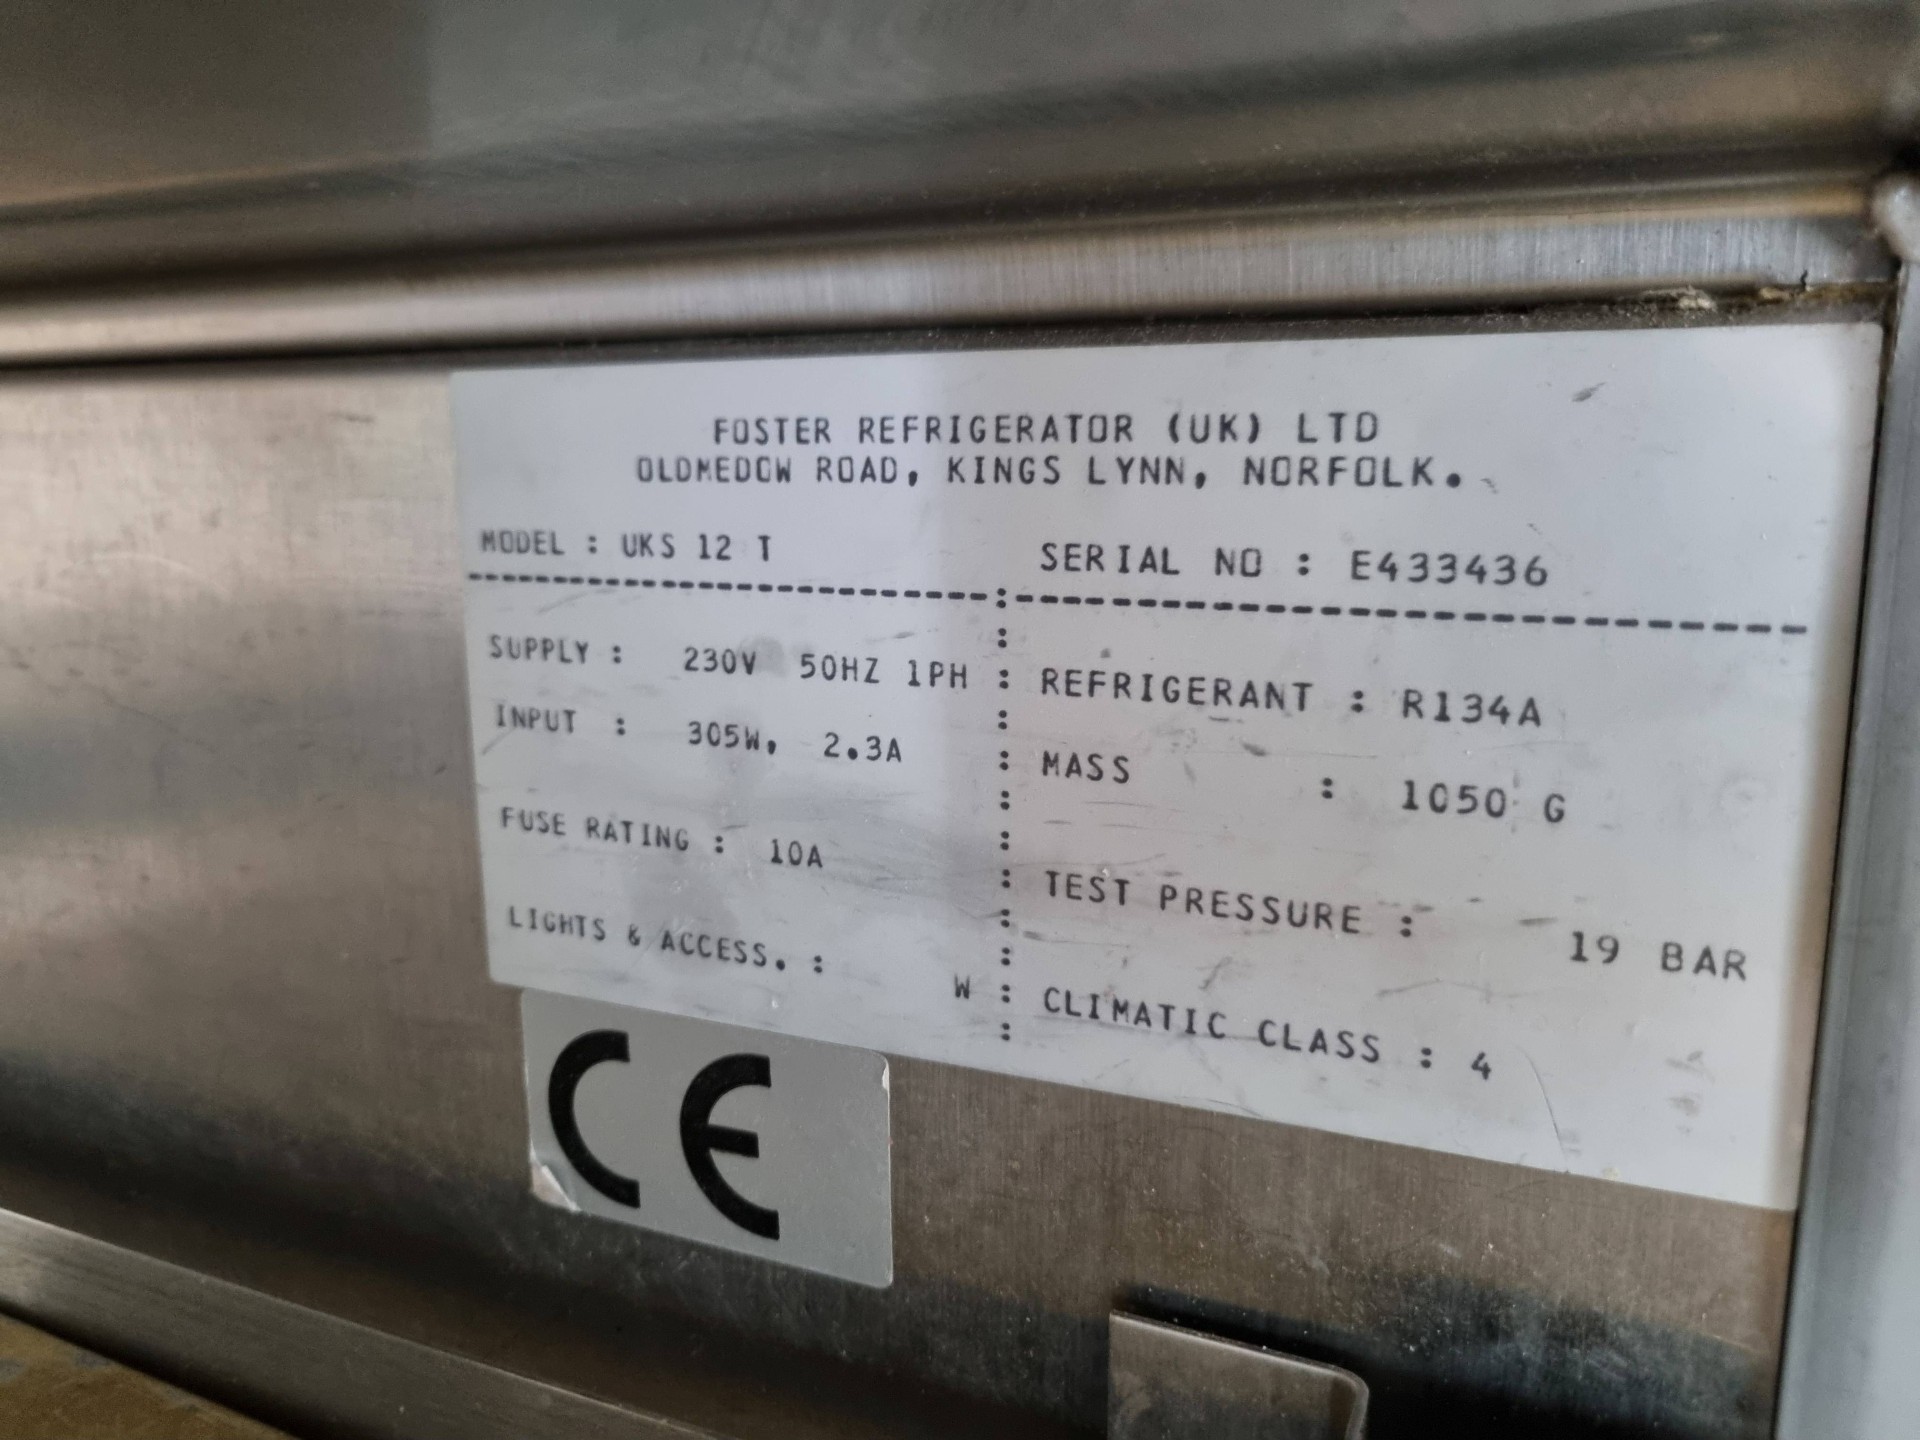 FOSTER REFRIGERATOR (UK) LTD
OLDMEDOW ROAD, KINGS LYNN, NORFOLK.
MODEL : UKS 12 T
SERIAL NO : E433436
SUPPLY : 230V 50HZ 1PH
INPUT : 305W, 2.3A
FUSE RATING : 10A
LIGHTS & ACCESS. : W
REFRIGERANT : R134A
MASS : 1050 G
TEST PRESSURE : 19 BAR
CLIMATIC CLASS : 4
CE